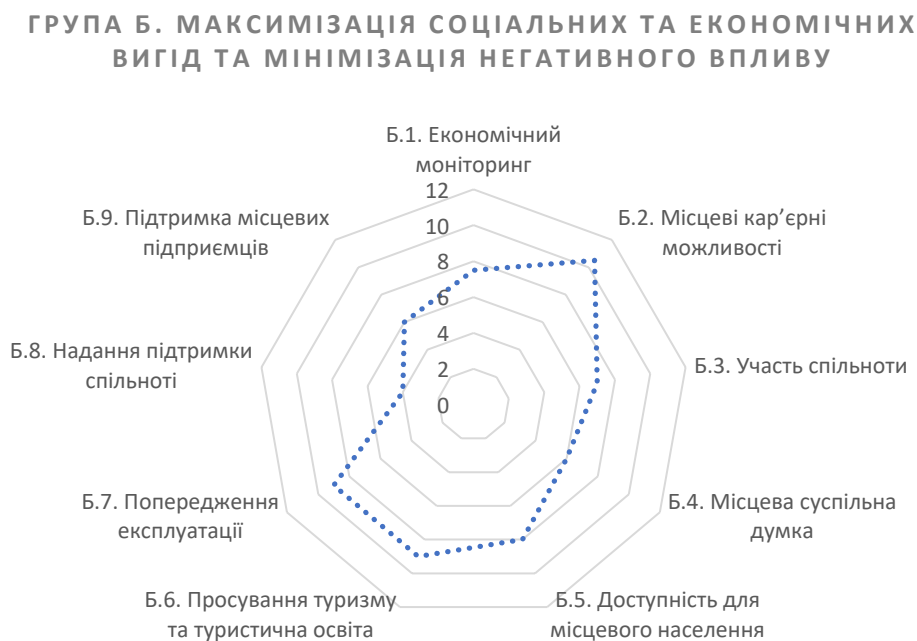 ГРУПА Б. МАКСИМІЗАЦІЯ СОЦІАЛЬНИХ ТА ЕКОНОМІЧНИХ
ВИГІД ТА МІНІМІЗАЦІЯ НЕГАТИВНОГО ВПЛИВУ
Б.1. Економічний
моніторинг
Б.2. Місцеві кар’єрні
можливості
Б.3. Участь спільноти
Б.4. Місцева суспільна
думка
Б.5. Доступність для
місцевого населення
Б.6. Просування туризму
та туристична освіта
Б.7. Попередження
експлуатації
Б.8. Надання підтримки
спільноті
Б.9. Підтримка місцевих
підприємців
12
10
8
6
4
2
0